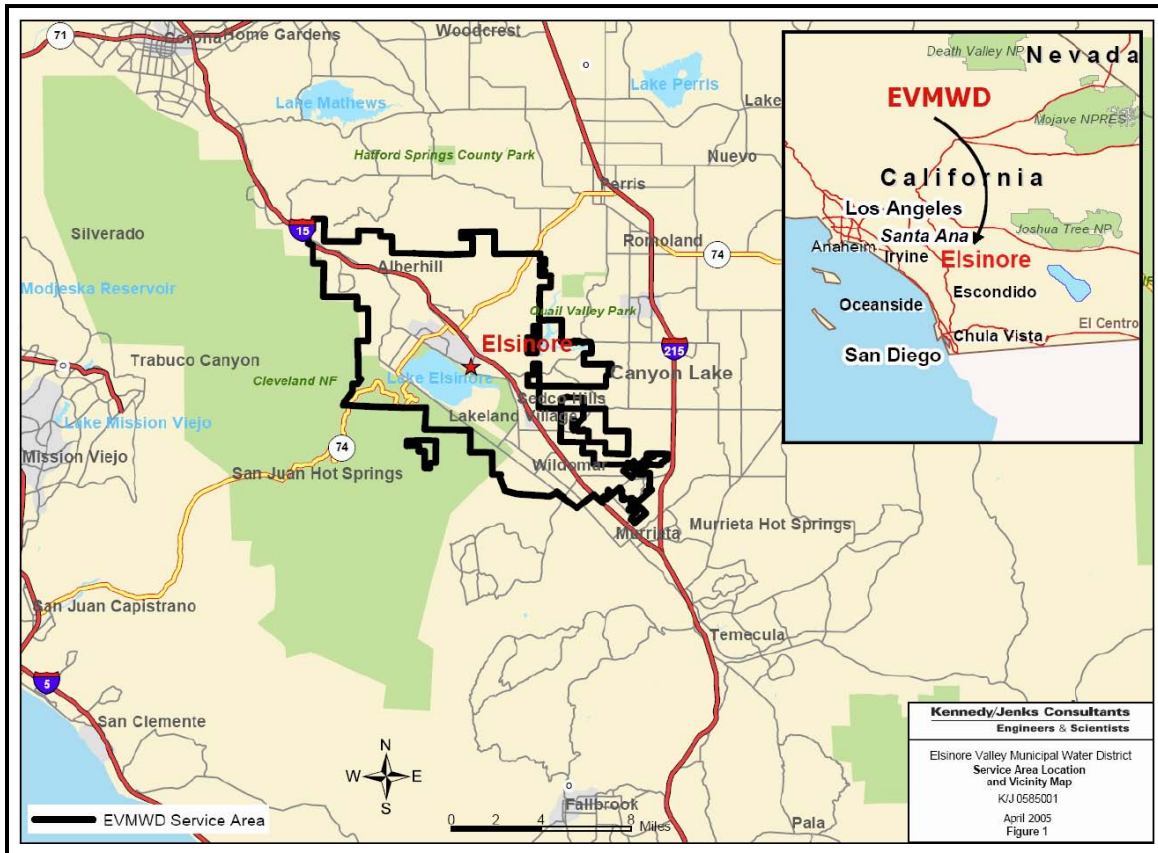 71
Corona
Home Gardens
Woodcrest
Lake Mathews
Lake Perris
Lake
Hatford Springs County Park
Nuevo
Perris
Silverado
15
Alberhill
Romoland
74
Modjeska Reservoir
Quail Valley Park
Elsinore
215
Trabuco Canyon
Cleveland NF
Lake Elsinore
Canyon Lake
Sedco Hills
Lakeland Village
Lake Mission Viejo
74
Mission Viejo
San Juan Hot Springs
Wildomar
Murrieta Hot Springs
Murrieta
San Juan Capistrano
Temecula
5
San Clemente
N
W E
S
Fallbrook
Pala
0 2 4 8
Miles
EVMWD Service Area
Death Valley NP
Nevada
EVMWD
Mojave NPRES
California
Los Angeles
Santa Ana
Joshua Tree NP
Anaheim
Irvine
Elsinore
Oceanside
Escondido
Chula Vista
El Centro
San Diego
Kennedy/Jenks Consultants
Engineers & Scientists
Elsinore Valley Municipal Water District
Service Area Location
and Vicinity Map
K/J 0585001
April 2005
Figure 1